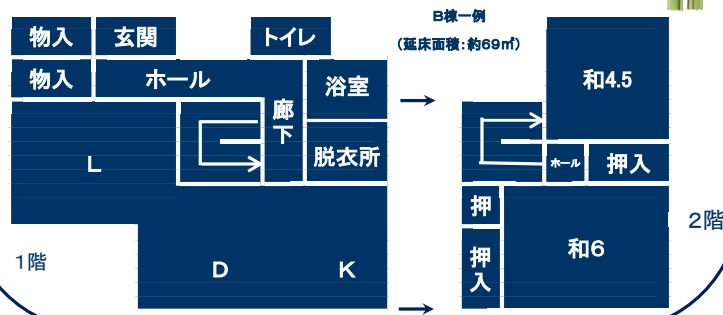 B棟一例
(延床面積:約69㎡)
物入
玄関
トイレ
物入
ホール
浴室
廊下
脱衣所
L
D
K
1階
和4.5
ホール
押入
押
和6
押入
2階